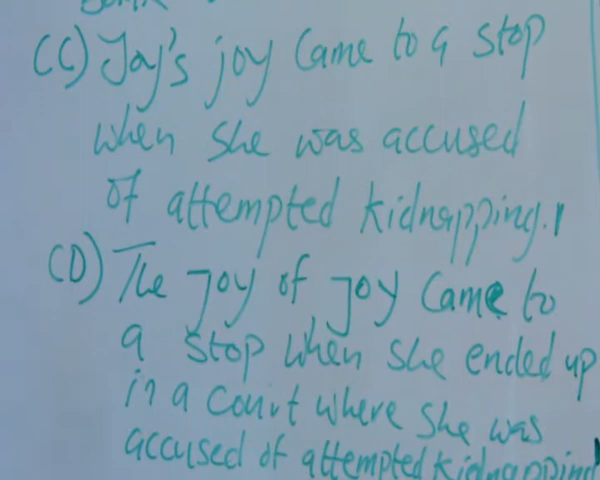 (C) Joy's joy came to a stop
when she was accused
of attempted kidnapping.
(D) The joy of joy came to
a stop when she ended up
in a court where she was
accused of attempted kidnapping